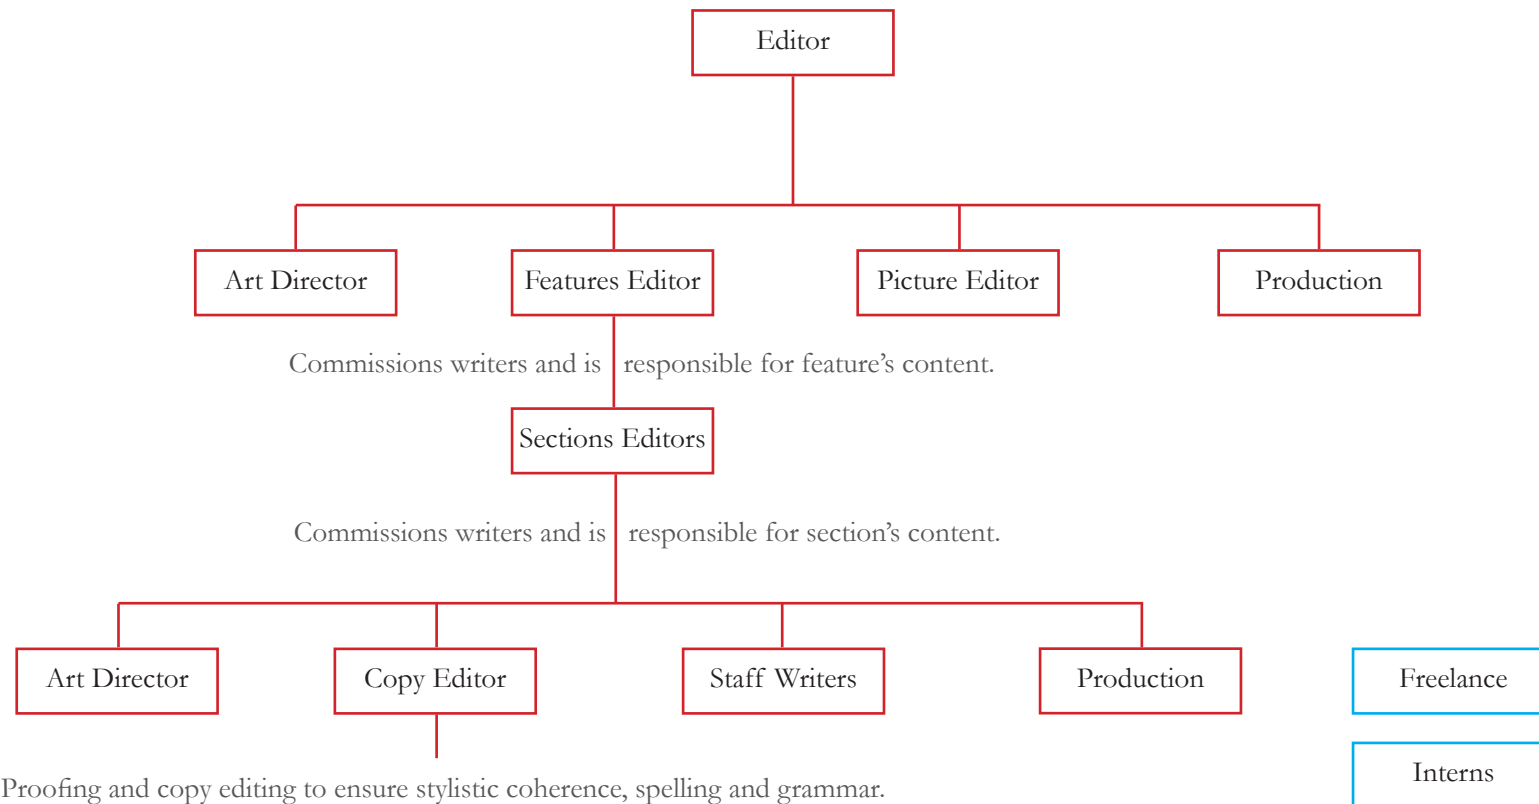 Editor
Art Director
Features Editor
Picture Editor
Production
Commissions writers and is responsible for feature’s content.
Sections Editors
Commissions writers and is responsible for section’s content.
Art Director
Copy Editor
Staff Writers
Production
Freelance
Interns
Proofing and copy editing to ensure stylistic coherence, spelling and grammar.